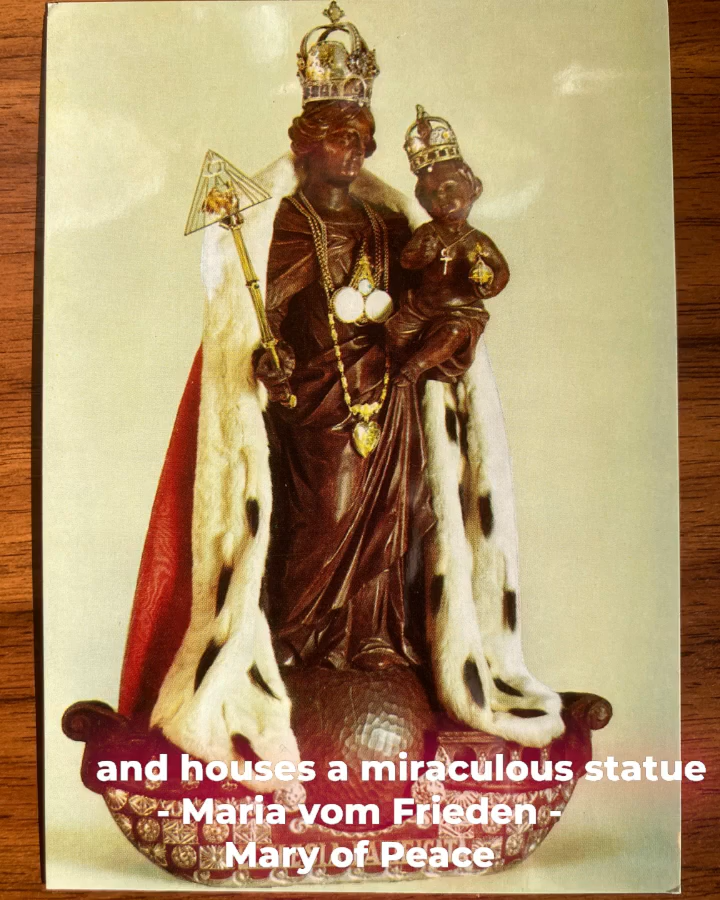 and houses a miraculous statue
- Maria vom Frieden -
Mary of Peace